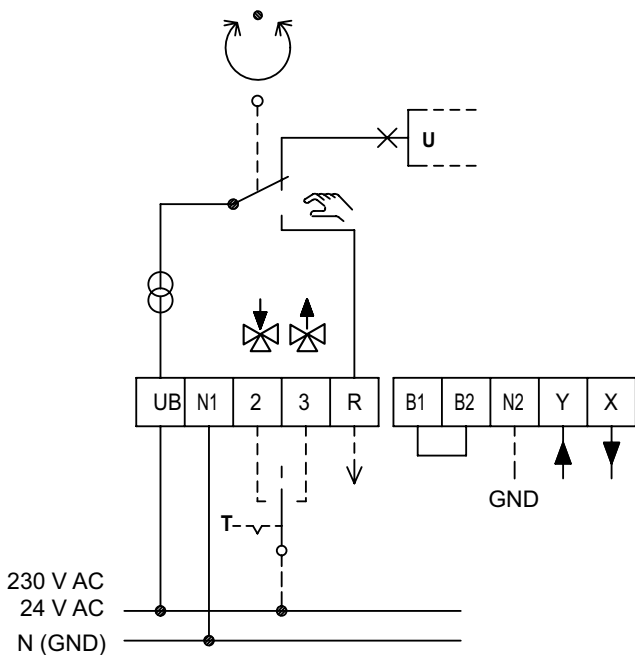 U
UB N1 2 3 R B1 B2 N2 Y X
GND
T
230 V AC
24 V AC
N (GND)